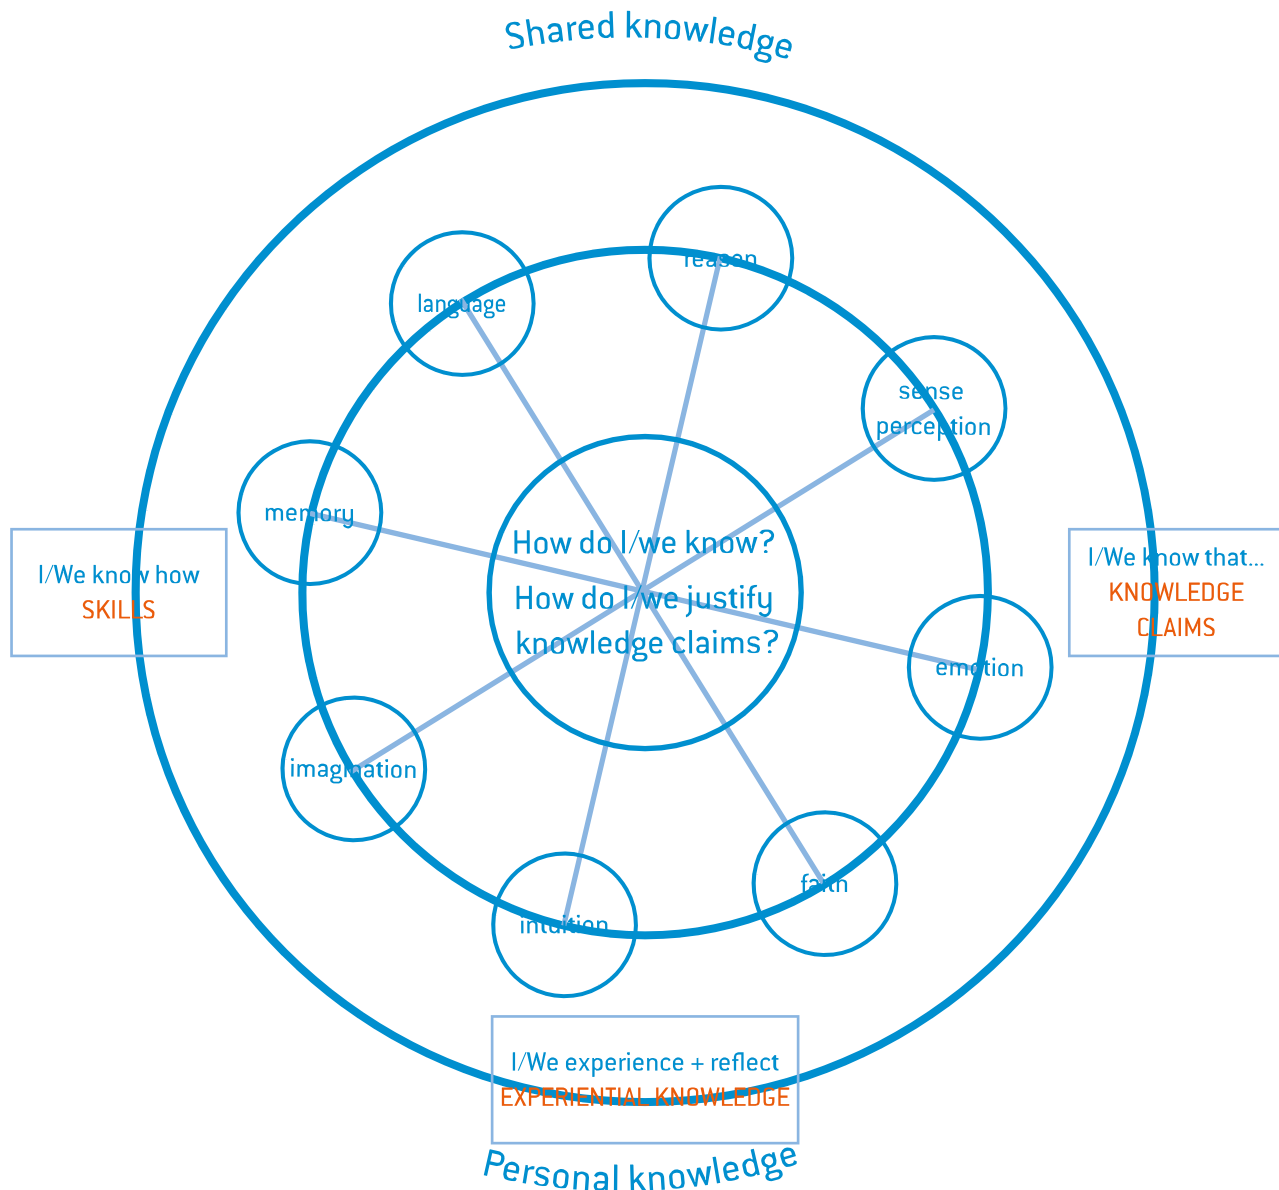 Shared knowledge
reason
language
sense
perception
memory
How do I/we know?
I/We know that...
I/We know how
KNOWLEDGE
How do I/we justify
SKILLS
CLAIMS
knowledge claims?
emotion
imagination
faith
intuition
I/We experience + reflect
EXPERIENTIAL KNOWLEDGE
Personal knowledge